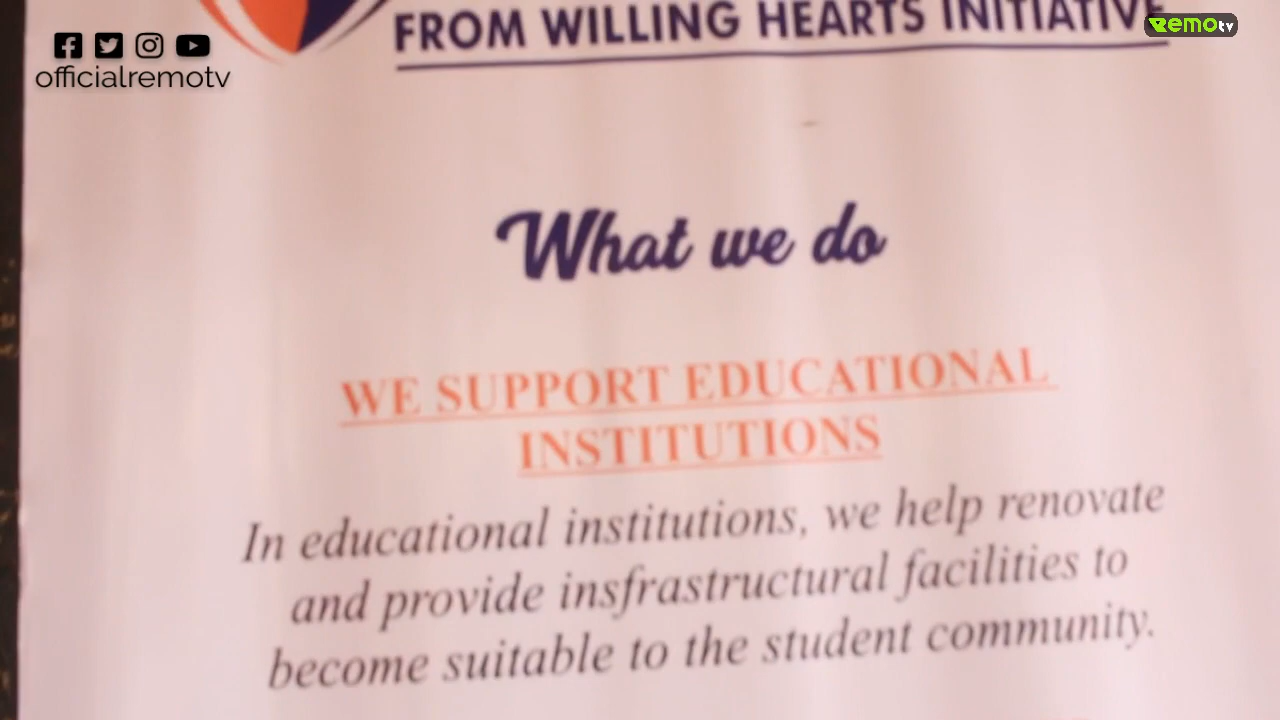 FROM WILLING HEARTS INITIATIVE
Remotv
officialremotv
What we do
WE SUPPORT EDUCATIONAL
INSTITUTIONS
In educational institutions, we help renovate
and provide insfrastructural facilities to
become suitable to the student community.